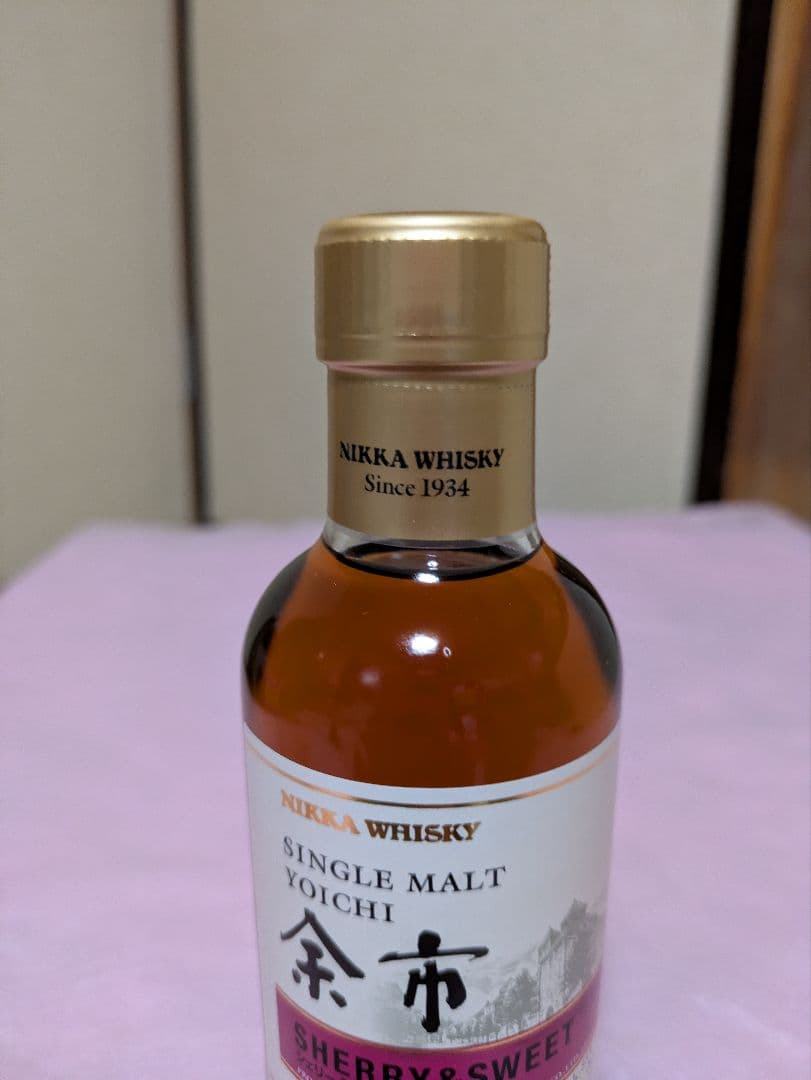 NIKKA WHISKY
Since 1934
NIKKA WHISKY
SINGLE MALT
YOICHI
余市
SHERRY & SWEET